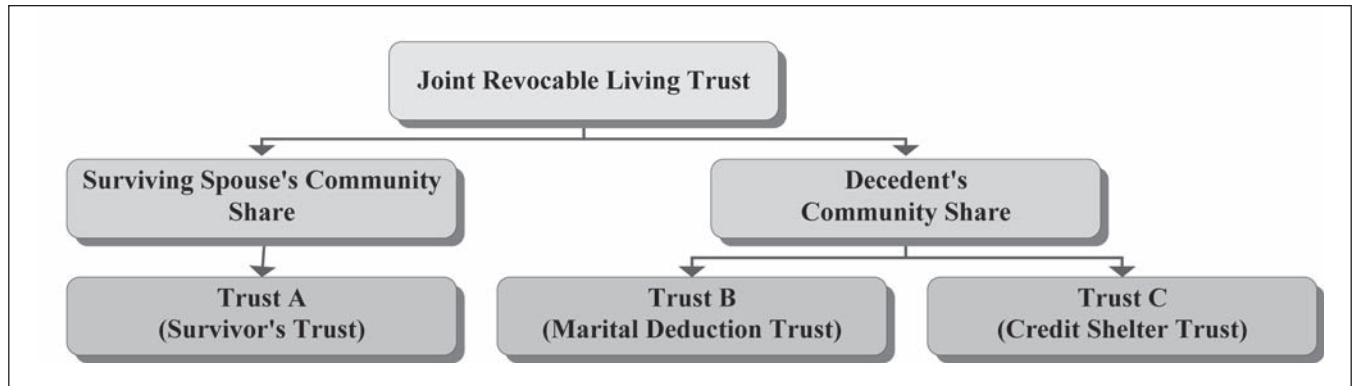 Joint Revocable Living Trust
Surviving Spouse's Community
Share
Decedent's
Community Share
Trust A
(Survivor's Trust)
Trust B
(Marital Deduction Trust)
Trust C
(Credit Shelter Trust)